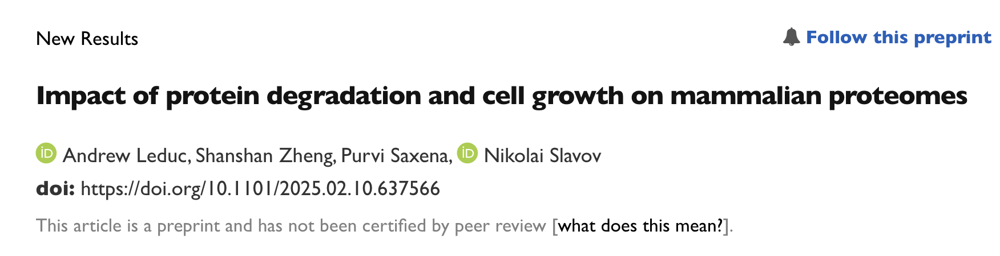 New Results
Follow this preprint
Impact of protein degradation and cell growth on mammalian proteomes
iD Andrew Leduc, Shanshan Zheng, Purvi Saxena, iD Nikolai Slavov
doi: https://doi.org/10.1101/2025.02.10.637566
This article is a preprint and has not been certified by peer review [what does this mean?].